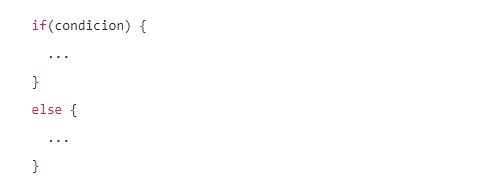 if(condicion) {
...
}
else {
...
}